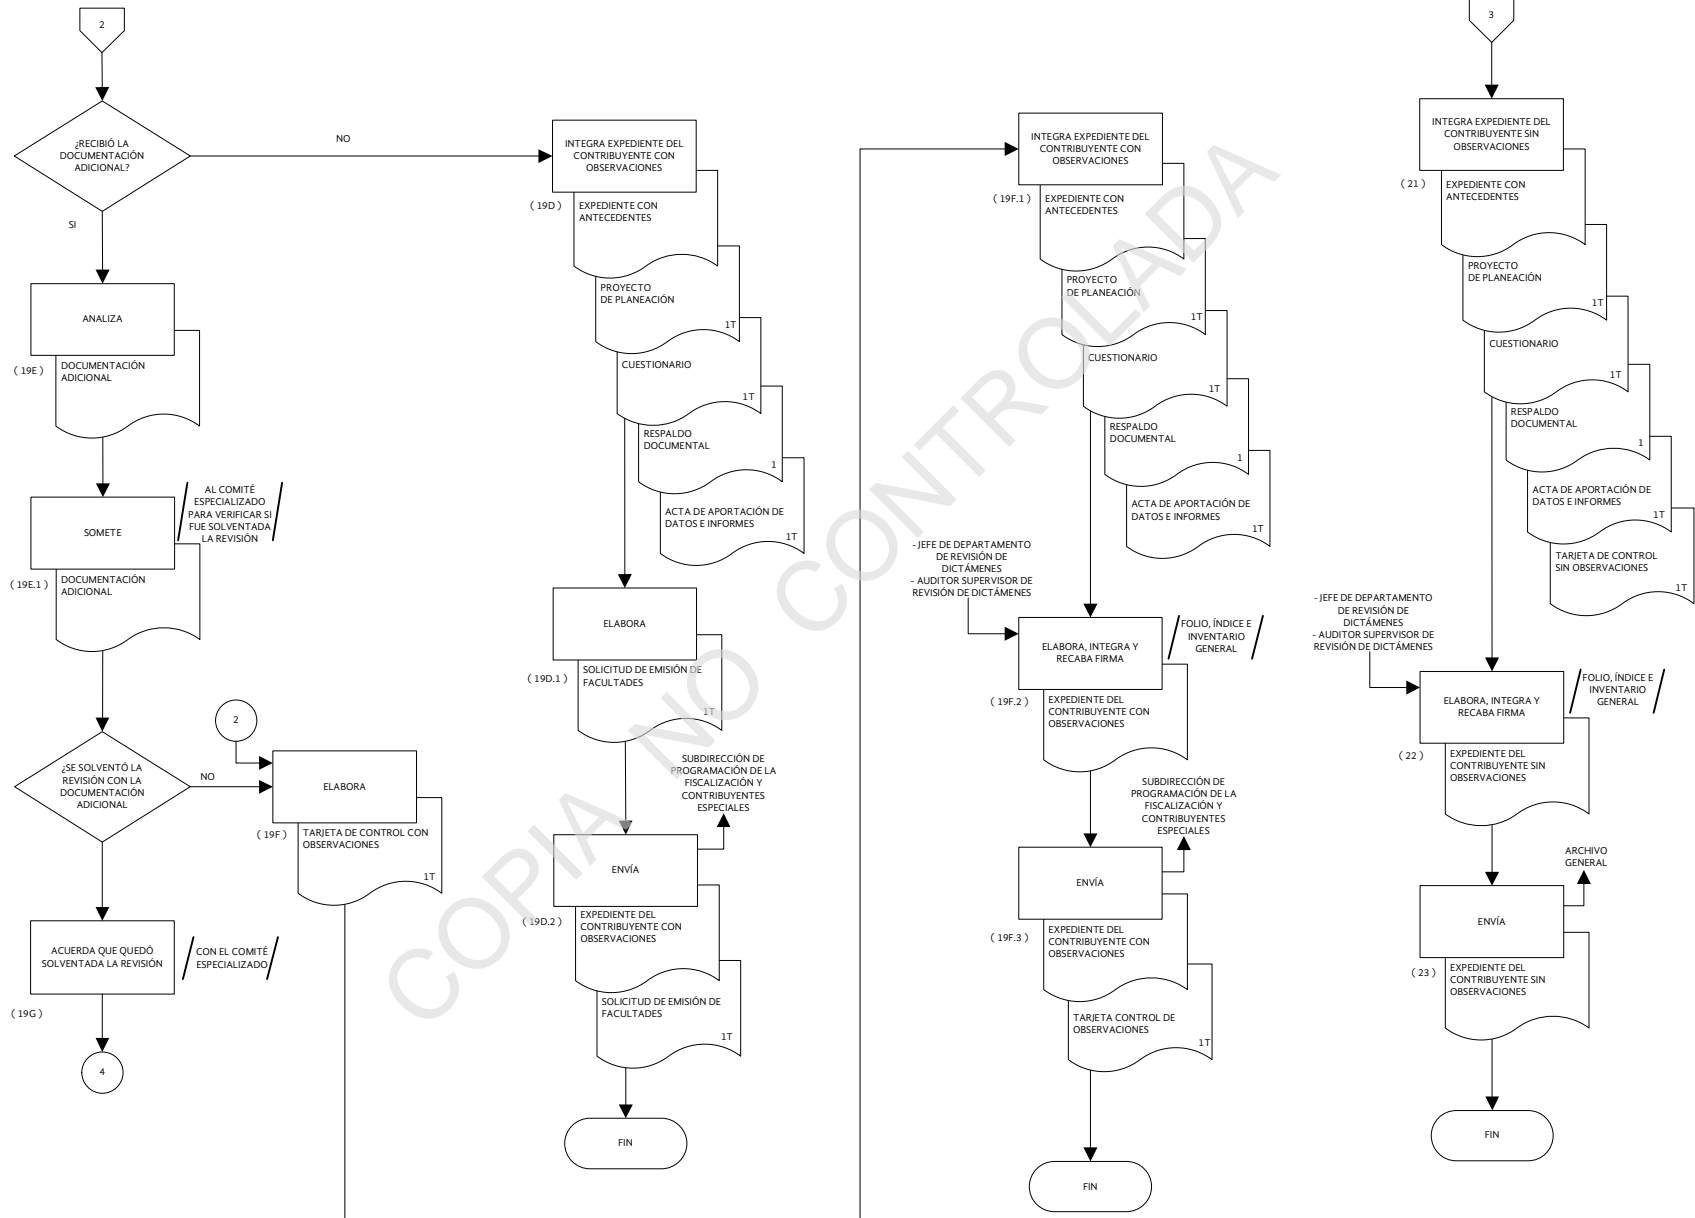 2
¿RECIBIÓ LA
DOCUMENTACIÓN
ADICIONAL?
NO
SI
ANALIZA
( 19E )
DOCUMENTACIÓN
ADICIONAL
SOMETE
AL COMITÉ
ESPECIALIZADO
PARA VERIFICAR SI
FUE SOLVENTADA
LA REVISIÓN
( 19E.1 )
DOCUMENTACIÓN
ADICIONAL
¿SE SOLVENTÓ LA
REVISIÓN CON LA
DOCUMENTACIÓN
ADICIONAL
NO
2
ELABORA
( 19F )
TARJETA DE CONTROL CON
OBSERVACIONES
1T
ACUERDA QUE QUEDÓ
SOLVENTADA LA REVISIÓN
CON EL COMITÉ
ESPECIALIZADO
( 19G )
4
INTEGRA EXPEDIENTE DEL
CONTRIBUYENTE CON
OBSERVACIONES
( 19D )
EXPEDIENTE CON
ANTECEDENTES
PROYECTO
DE PLANEACIÓN
1T
CUESTIONARIO
1T
RESPALDO
DOCUMENTAL
1
ACTA DE APORTACIÓN DE
DATOS E INFORMES
1T
ELABORA
( 19D.1 )
SOLICITUD DE EMISIÓN DE
FACULTADES
1T
SUBDIRECCIÓN DE
PROGRAMACIÓN DE LA
FISCALIZACIÓN Y
CONTRIBUYENTES
ESPECIALES
ENVÍA
( 19D.2 )
EXPEDIENTE DEL
CONTRIBUYENTE CON
OBSERVACIONES
SOLICITUD DE EMISIÓN DE
FACULTADES
1T
FIN
INTEGRA EXPEDIENTE DEL
CONTRIBUYENTE CON
OBSERVACIONES
( 19F.1 )
EXPEDIENTE CON
ANTECEDENTES
PROYECTO
DE PLANEACIÓN
1T
CUESTIONARIO
1T
RESPALDO
DOCUMENTAL
1
ACTA DE APORTACIÓN DE
DATOS E INFORMES
1T
- JEFE DE DEPARTAMENTO
DE REVISIÓN DE
DICTÁMENES
- AUDITOR SUPERVISOR DE
REVISIÓN DE DICTÁMENES
ELABORA, INTEGRA Y
RECABA FIRMA
FOLIO, ÍNDICE E
INVENTARIO
GENERAL
( 19F.2 )
EXPEDIENTE DEL
CONTRIBUYENTE CON
OBSERVACIONES
SUBDIRECCIÓN DE
PROGRAMACIÓN DE LA
FISCALIZACIÓN Y
CONTRIBUYENTES
ESPECIALES
ENVÍA
( 19F.3 )
EXPEDIENTE DEL
CONTRIBUYENTE CON
OBSERVACIONES
TARJETA CONTROL DE
OBSERVACIONES
1T
FIN
3
INTEGRA EXPEDIENTE DEL
CONTRIBUYENTE SIN
OBSERVACIONES
( 21 )
EXPEDIENTE CON
ANTECEDENTES
PROYECTO
DE PLANEACIÓN
1T
CUESTIONARIO
1T
RESPALDO
DOCUMENTAL
1
ACTA DE APORTACIÓN DE
DATOS E INFORMES
1T
TARJETA DE CONTROL
SIN OBSERVACIONES
1T
- JEFE DE DEPARTAMENTO
DE REVISIÓN DE
DICTÁMENES
- AUDITOR SUPERVISOR DE
REVISIÓN DE DICTÁMENES
ELABORA, INTEGRA Y
RECABA FIRMA
FOLIO, ÍNDICE E
INVENTARIO
GENERAL
( 22 )
EXPEDIENTE DEL
CONTRIBUYENTE SIN
OBSERVACIONES
ARCHIVO
GENERAL
ENVÍA
( 23 )
EXPEDIENTE DEL
CONTRIBUYENTE SIN
OBSERVACIONES
FIN
COPIA NO CONTROLADA